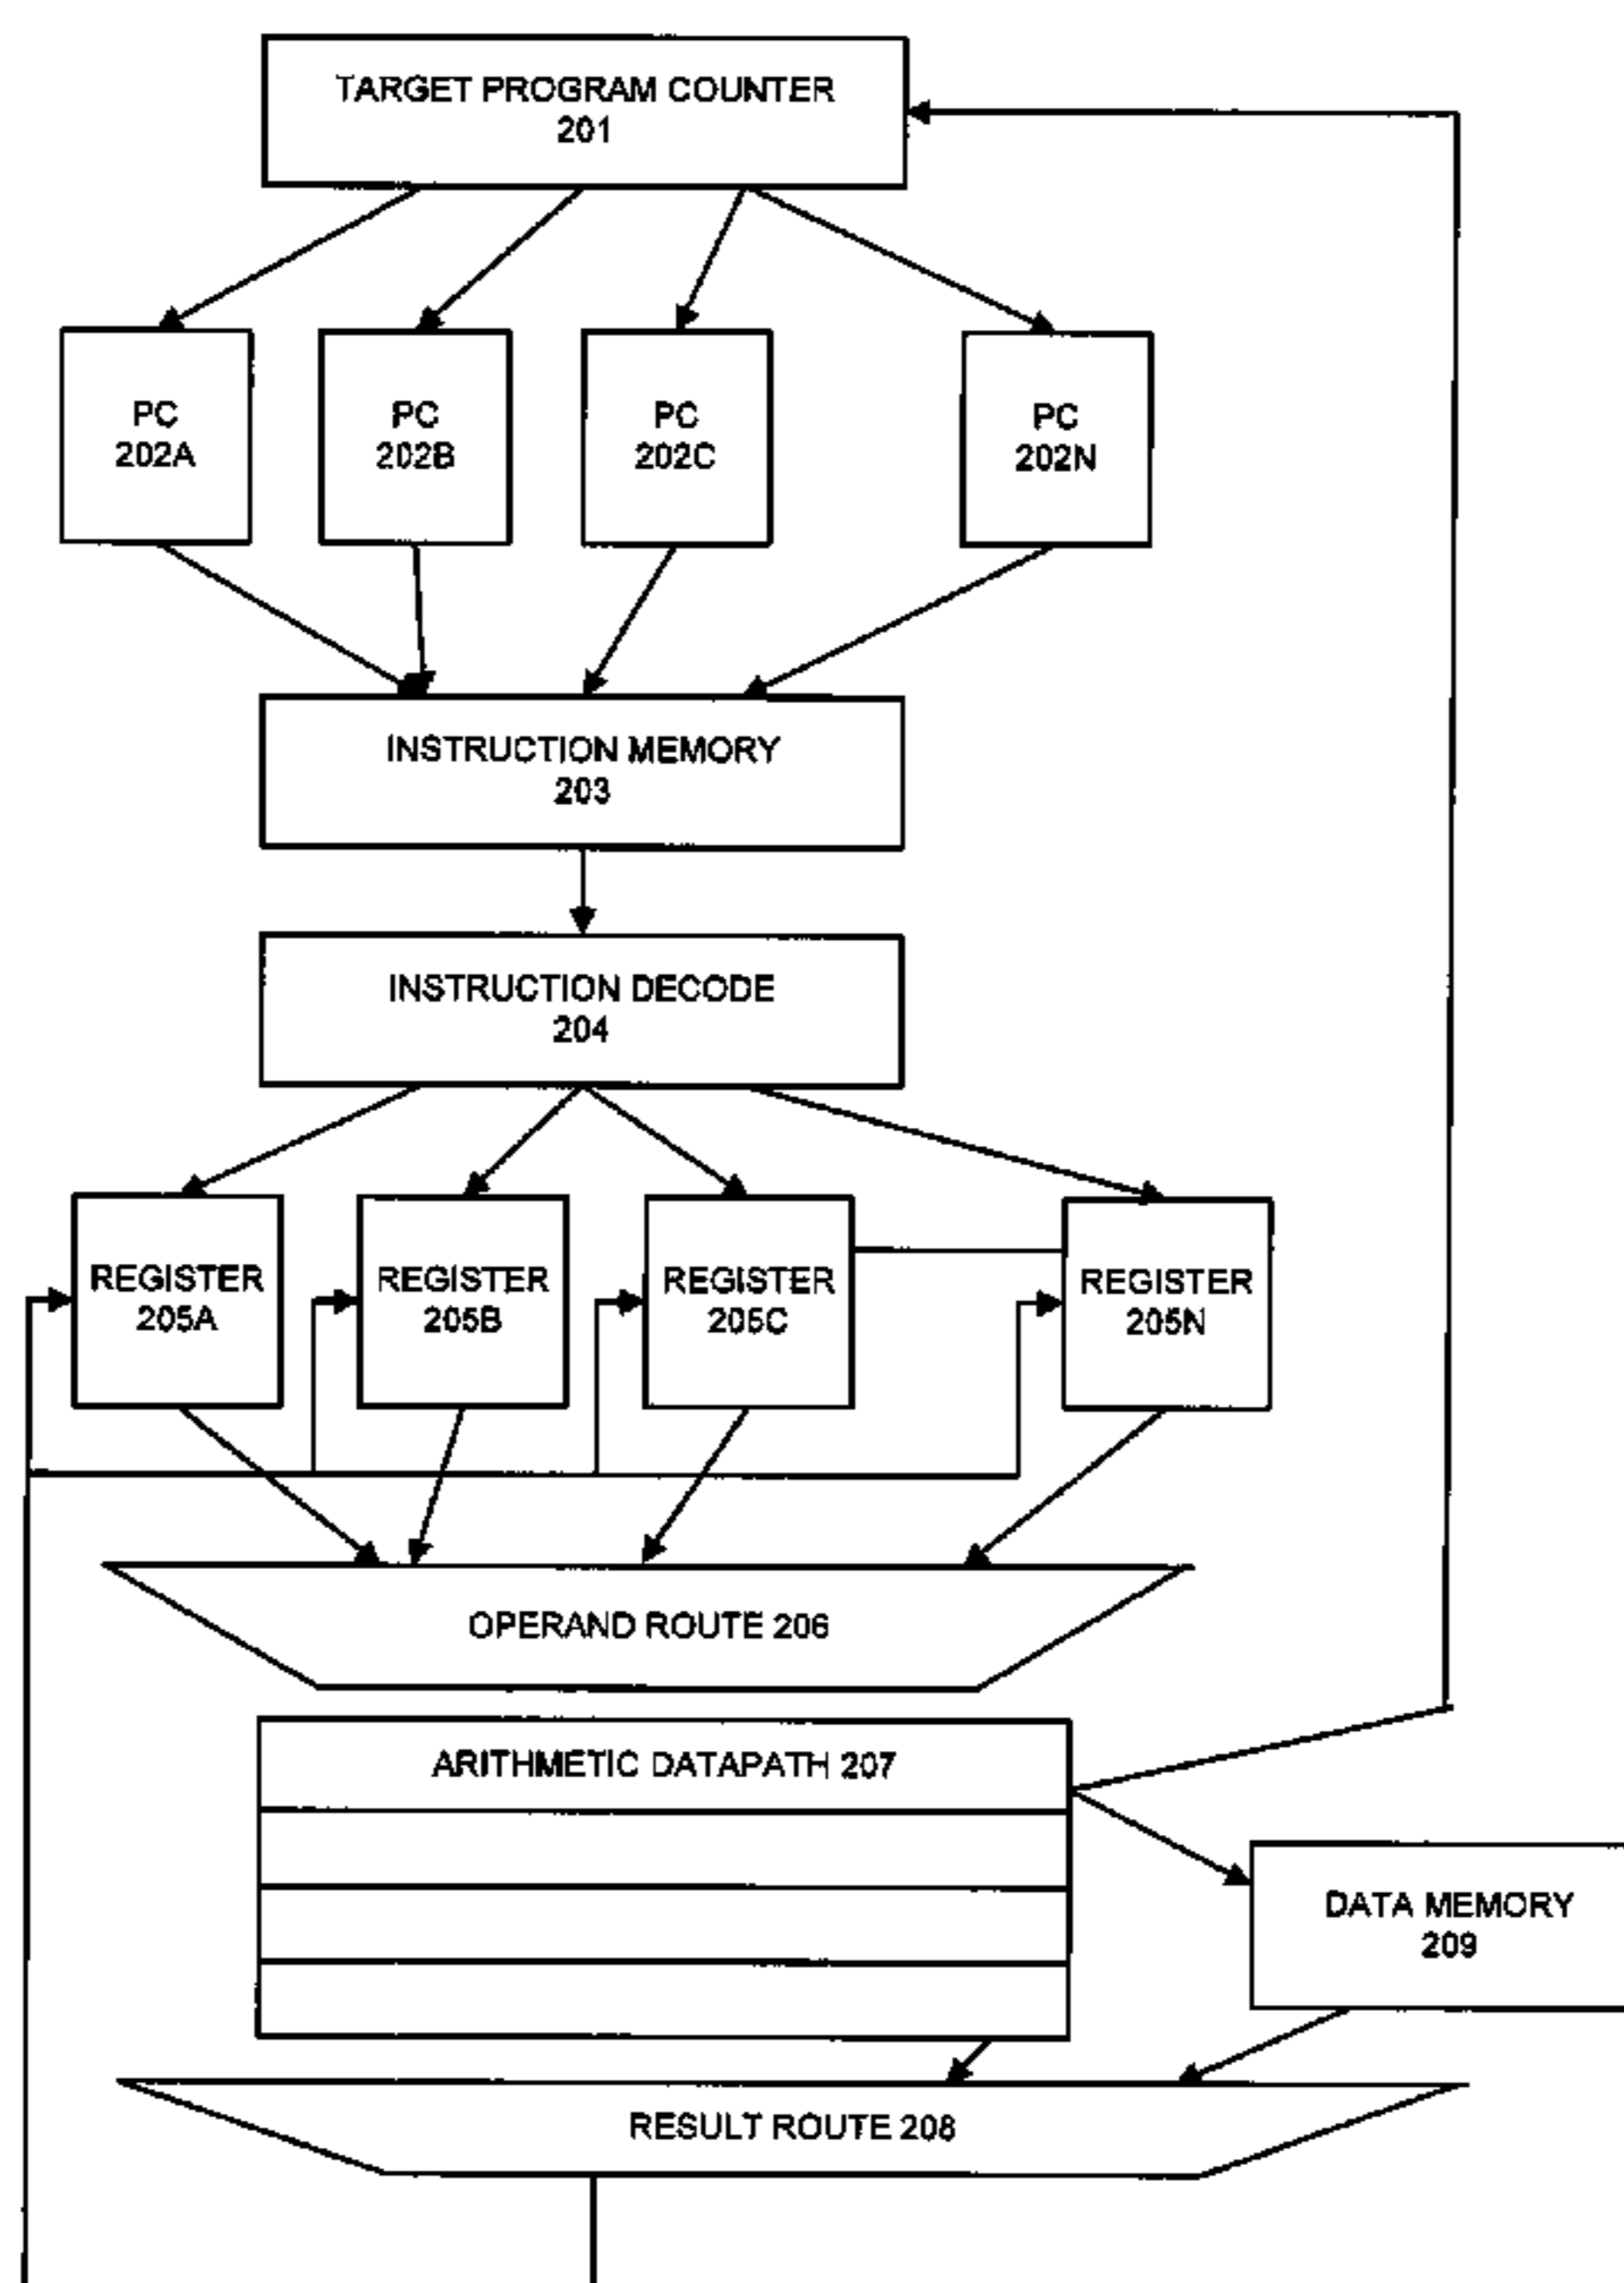 TARGET PROGRAM COUNTER
201
PC
202A
PC
202B
PC
202C
PC
202N
INSTRUCTION MEMORY
203
INSTRUCTION DECODE
204
REGISTER
205A
REGISTER
205B
REGISTER
205C
REGISTER
205N
OPERAND ROUTE 206
ARITHMETIC DATAPATH 207
DATA MEMORY
209
RESULT ROUTE 208